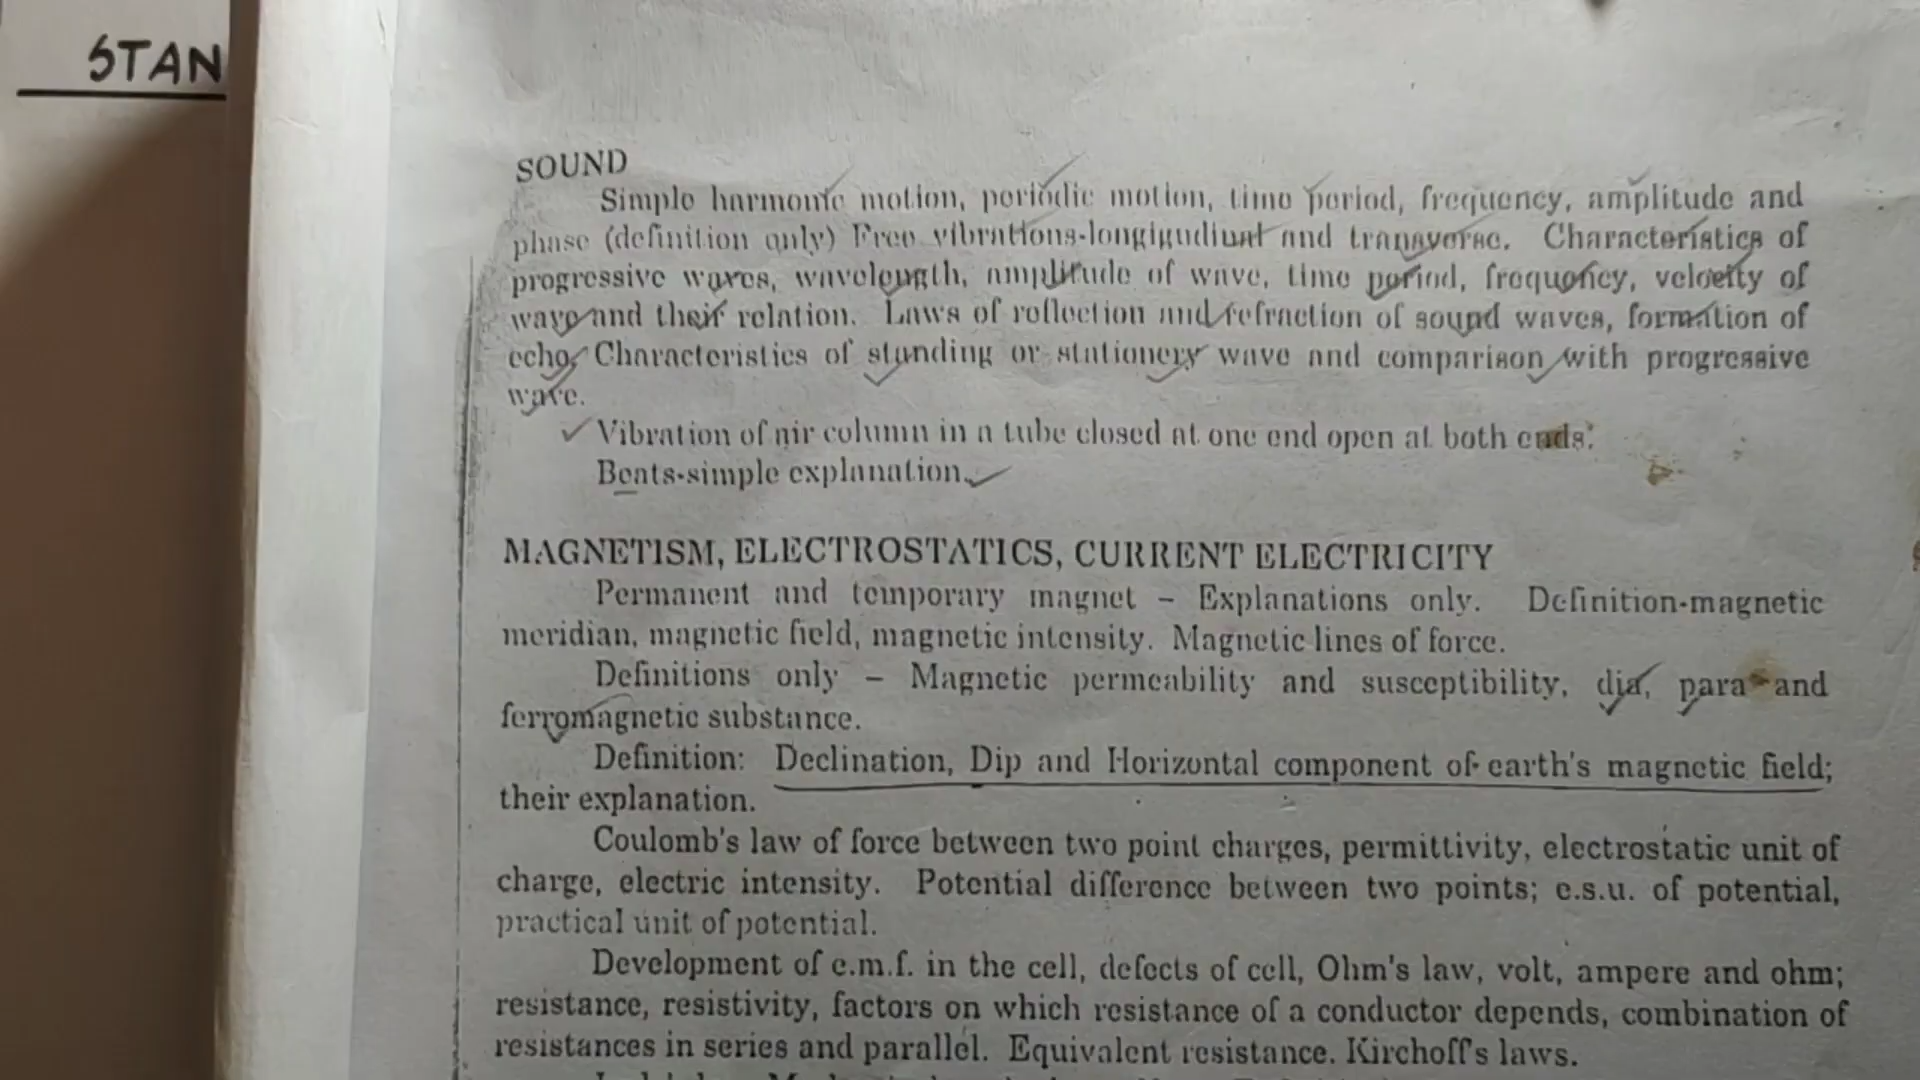 STAN
SOUND
Simple harmonic motion, periodic motion, time period, frequency, amplitude and
phase (definition only) Free vibrations-longigudinal and transverse. Characteristics of
progressive waves, wavelength, amplitude of wave, time period, frequency, velocity of
wave and their relation. Laws of reflection and refraction of sound waves, formation of
echo, Characteristics of standing or stationery wave and comparison with progressive
wave.
Vibration of air column in a tube closed at one end open at both ends.
Beats-simple explanation.
MAGNETISM, ELECTROSTATICS, CURRENT ELECTRICITY
Permanent and temporary magnet – Explanations only. Definition-magnetic
meridian, magnetic field, magnetic intensity. Magnetic lines of force.
Definitions only – Magnetic permeability and susceptibility, dia, para and
ferromagnetic substance.
Definition: Declination, Dip and Horizontal component of earth's magnetic field;
their explanation.
Coulomb's law of force between two point charges, permittivity, electrostatic unit of
charge, electric intensity. Potential difference between two points; e.s.u. of potential,
practical unit of potential.
Development of e.m.f. in the cell, defects of cell, Ohm's law, volt, ampere and ohm;
resistance, resistivity, factors on which resistance of a conductor depends, combination of
resistances in series and parallel. Equivalent resistance. Kirchoff's laws.